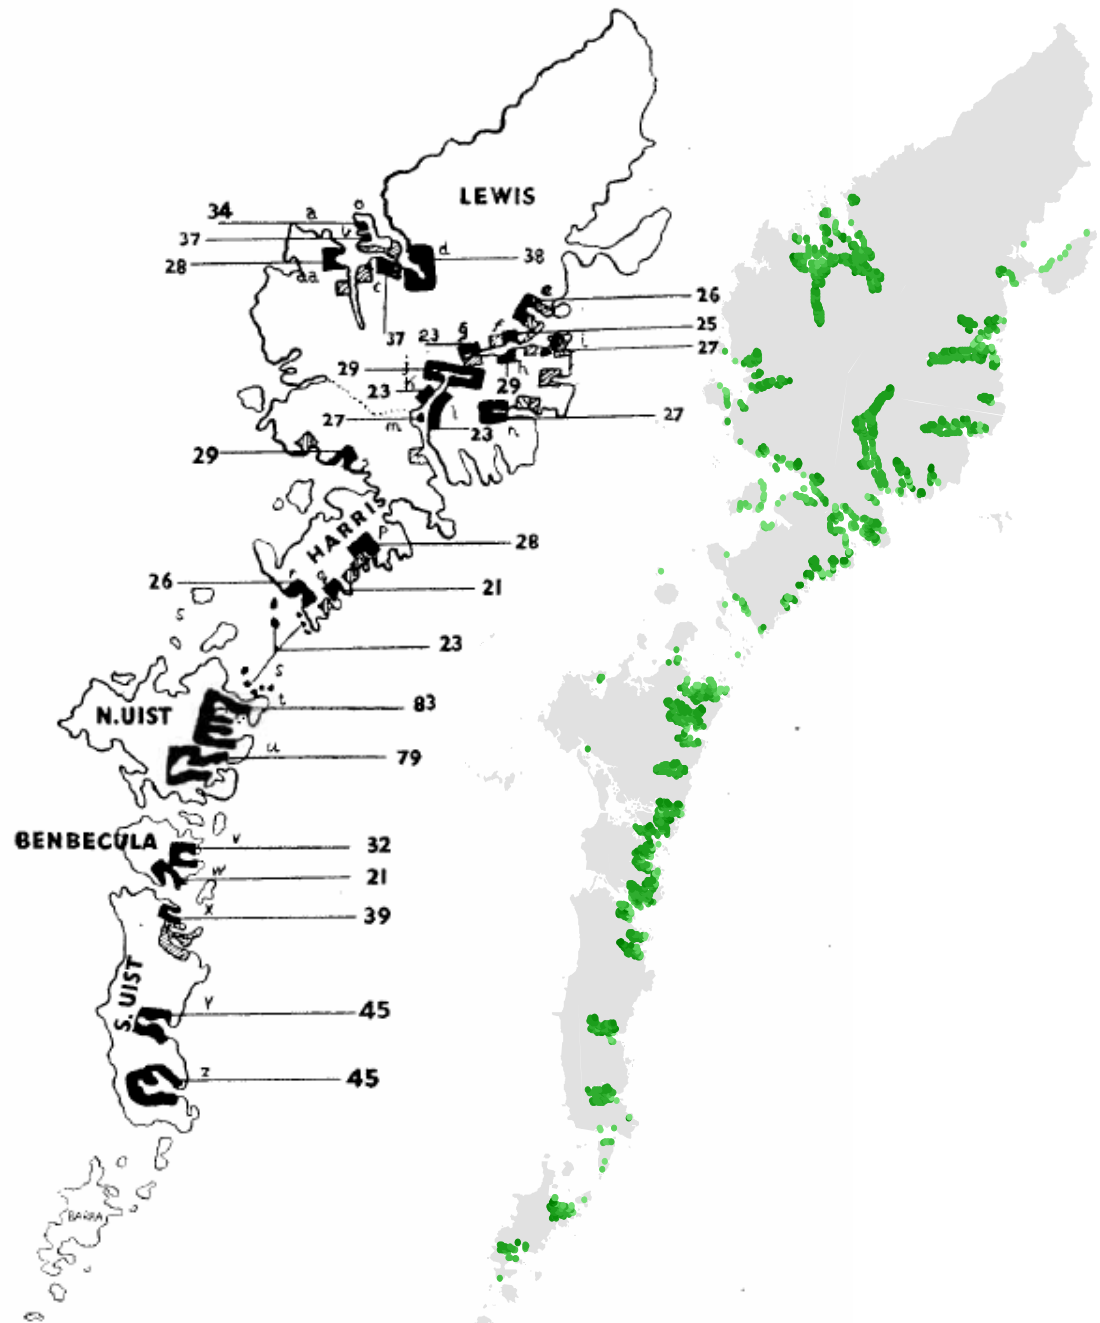 LEWIS
34
a
o
37
v
28
aa
d
38
c
37
e
26
23
g
f
25
i
27
h
29
29
k
23
l
27
m
23
n
27
29
HARRIS
p
28
26
r
q
21
s
23
s
N.UIST
t
83
u
79
BENBECULA
v
32
w
21
x
39
S. UIST
y
45
z
45
BARRA